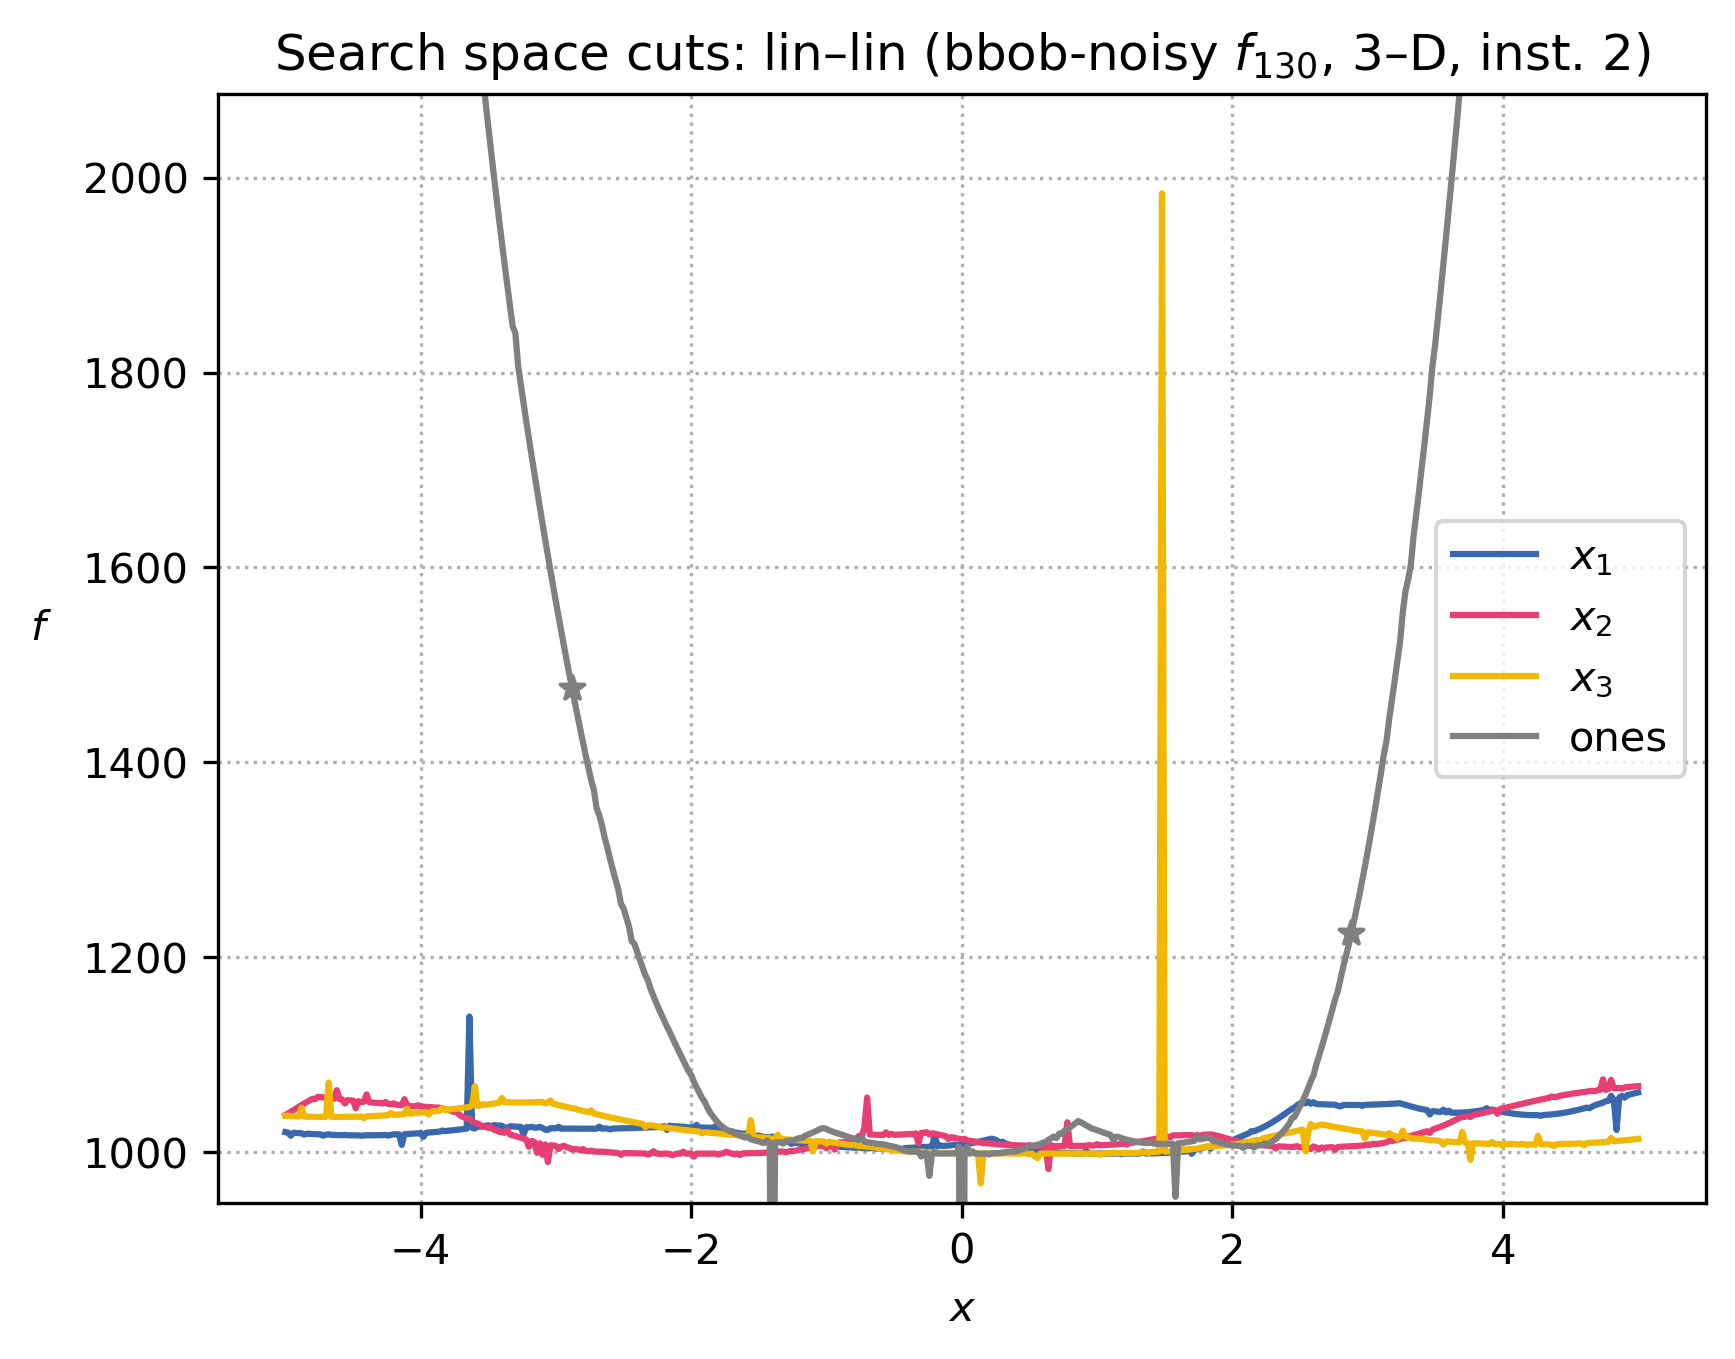 Search space cuts: lin–lin (bbob-noisy f₁₃₀, 3–D, inst. 2)
2000
1800
1600
1400
1200
1000
f
x₁
x₂
x₃
ones
−4 −2 0 2 4
x